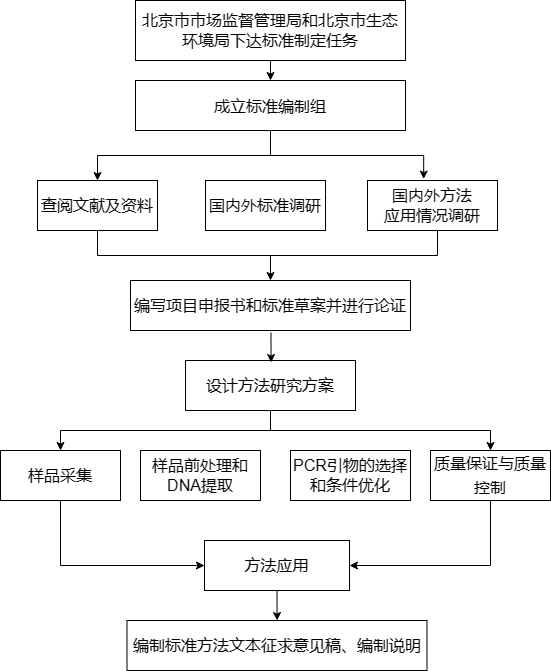 北京市市场监督管理局和北京市生态
环境局下达标准制定任务
成立标准编制组
查阅文献及资料
国内外标准调研
国内外方法
应用情况调研
编写项目申报书和标准草案并进行论证
设计方法研究方案
样品采集
样品前处理和
DNA提取
PCR引物的选择
和条件优化
质量保证与质量
控制
方法应用
编制标准方法文本征求意见稿、编制说明